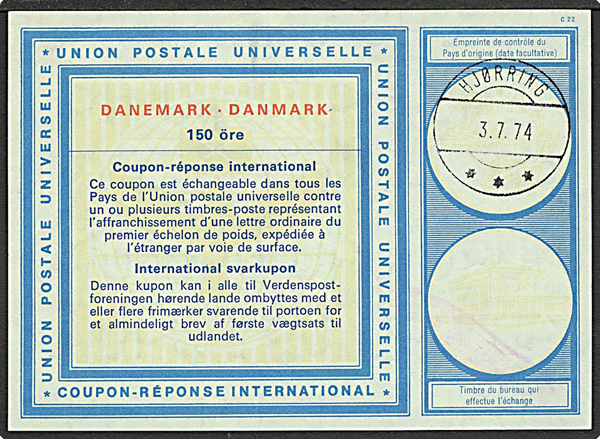 C 22
* UNION POSTALE UNIVERSELLE *
UNION POSTALE UNIVERSELLE
UNION POSTALE UNIVERSELLE
DANEMARK · DANMARK·
150 öre
Coupon-réponse international
Ce coupon est échangeable dans tous les
Pays de l'Union postale universelle contre
un ou plusieurs timbres-poste représentant
l'affranchissement d'une lettre ordinaire du
premier échelon de poids, expédiée à
l'étranger par voie de surface.
International svarkupon
Denne kupon kan i alle til Verdenspost-
foreningen hørende lande ombyttes med et
eller flere frimærker svarende til portoen for
et almindeligt brev af første vægtsats til
udlandet.
* COUPON-RÉPONSE INTERNATIONAL *
Empreinte de contrôle du
Pays d'origine (date facultative)
HJØRRING
3.7.74
Timbre du bureau qui
effectue l'échange